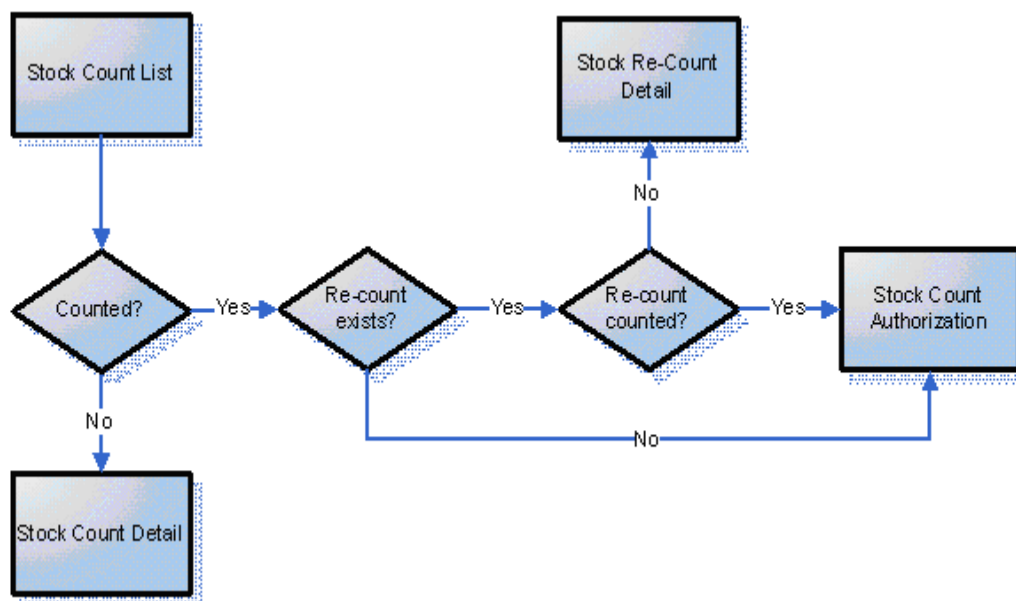 Stock Count List
Stock Re-Count
Detail
No
Counted?
Yes
Re-count
exists?
Yes
Re-count
counted?
Yes
Stock Count
Authorization
No
No
Stock Count Detail